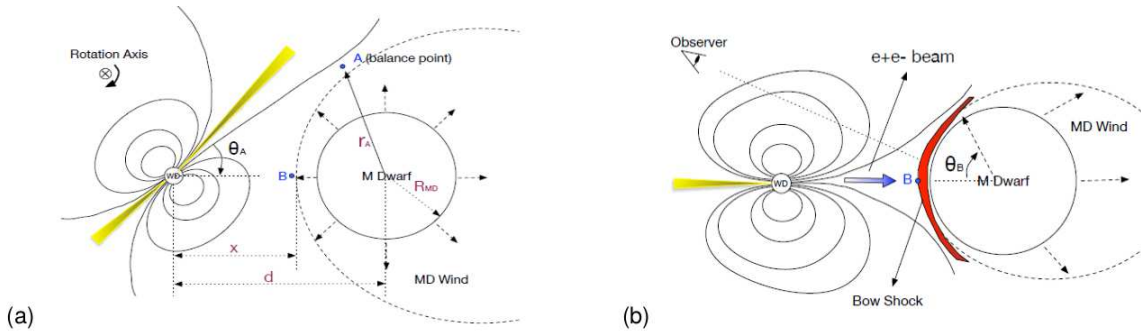 Rotation Axis
A (balance point)
θA
rA
WD
B
M Dwarf
RMD
x
d
MD Wind
(a)
Observer
e+e- beam
MD Wind
θB
WD
B
M Dwarf
Bow Shock
(b)